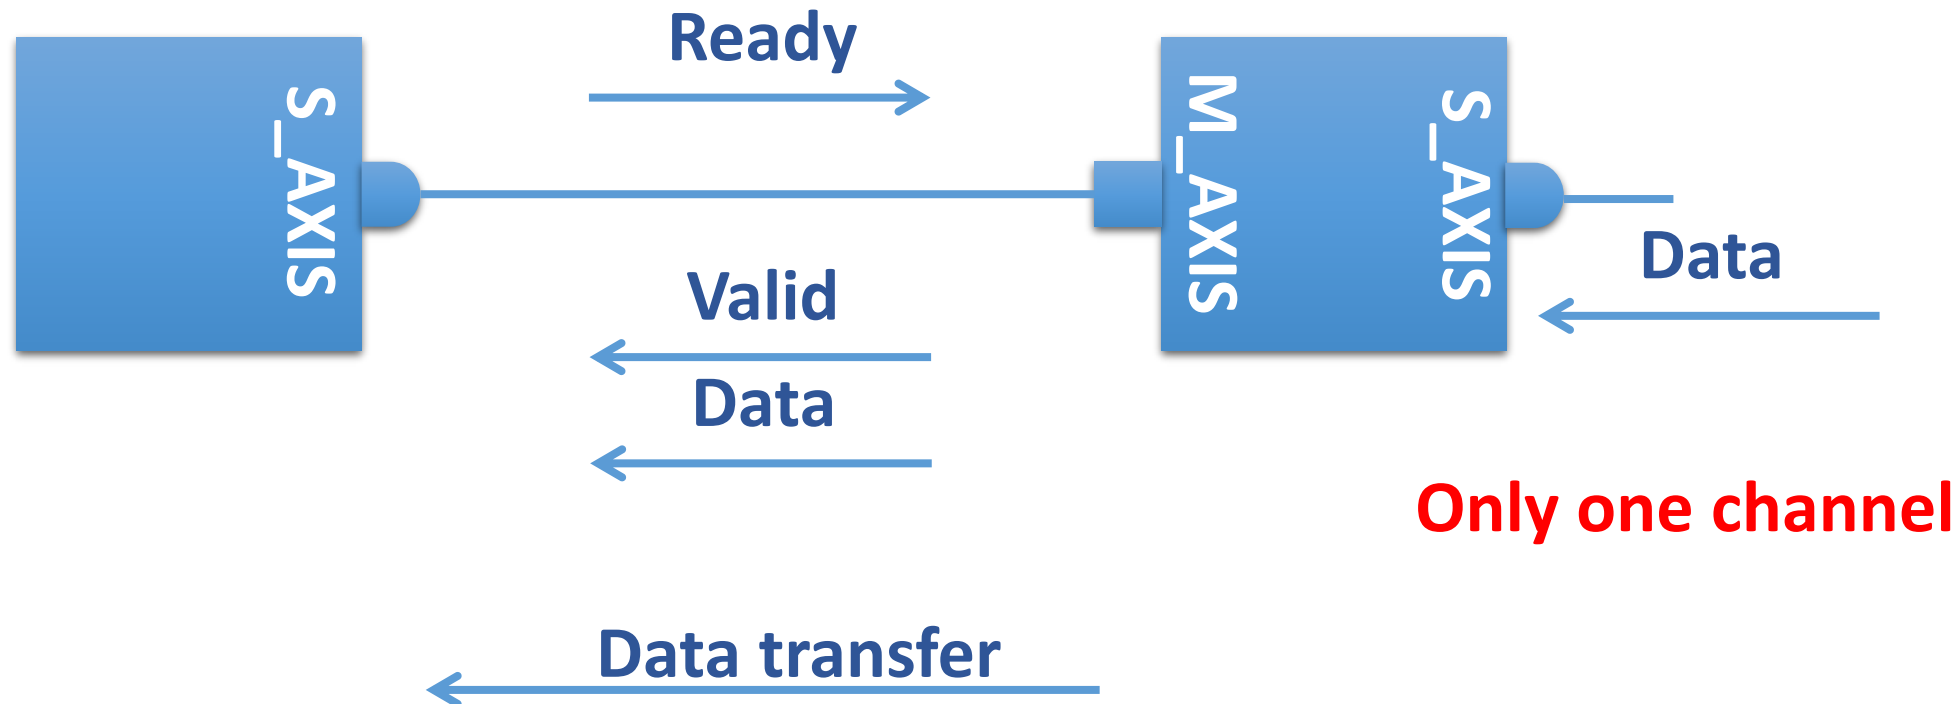 Ready
S_AXIS
M_AXIS
S_AXIS
Data
Valid
Data
Only one channel
Data transfer